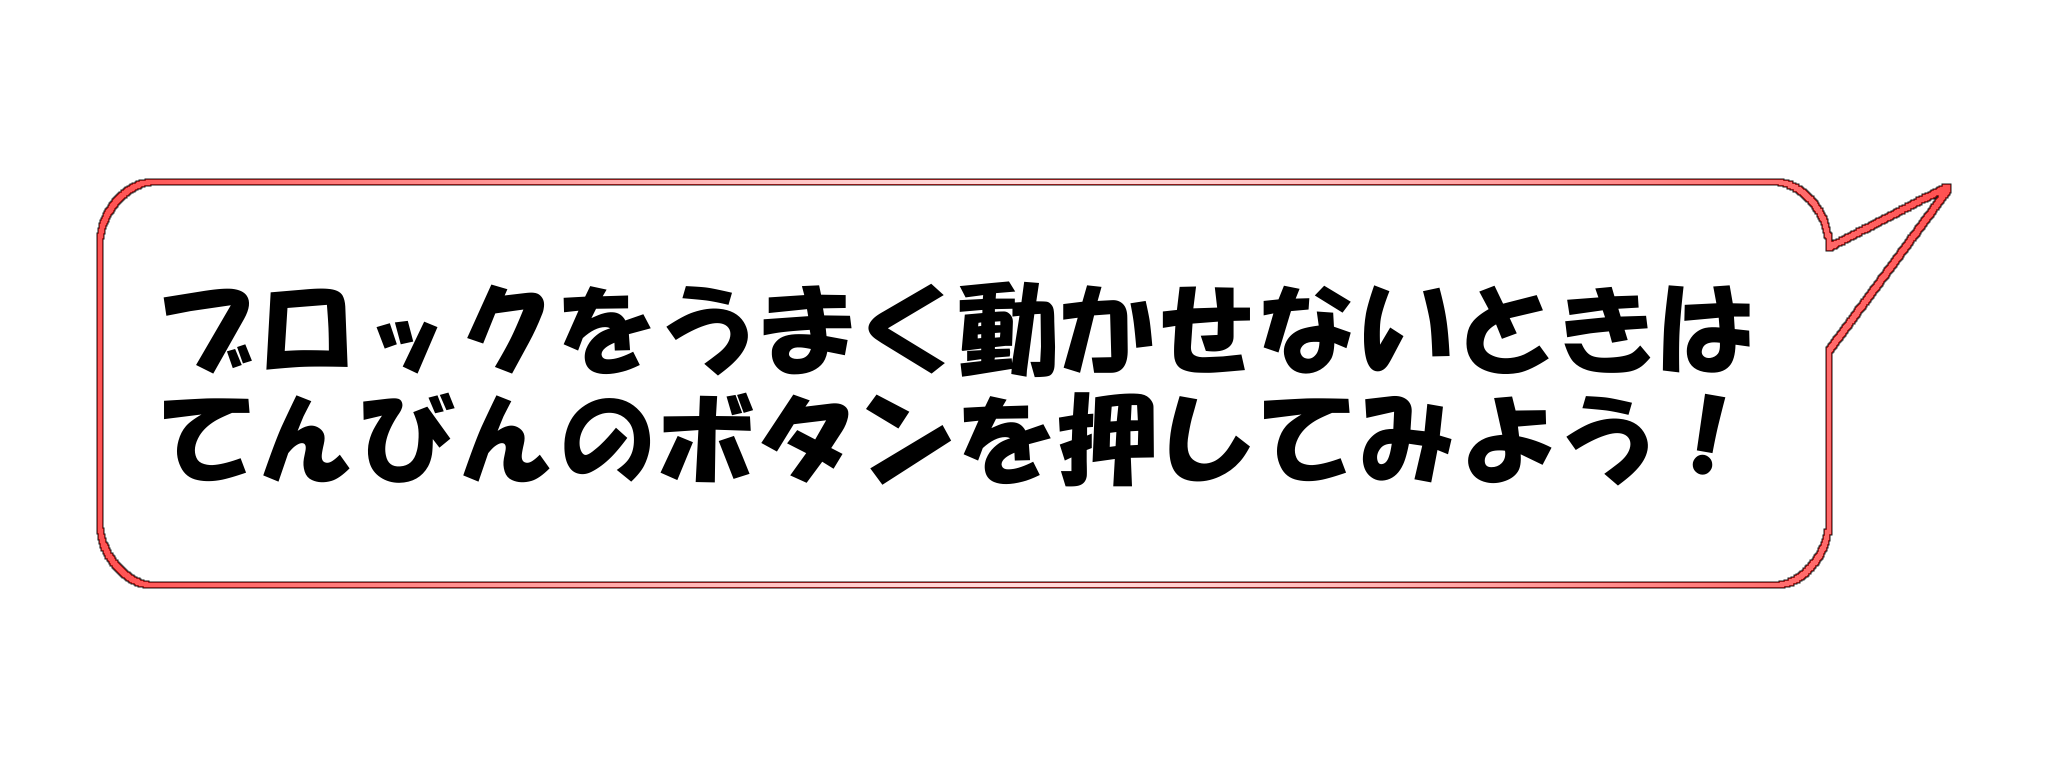 ブロックをうまく動かせないときは
てんびんのボタンを押してみよう！